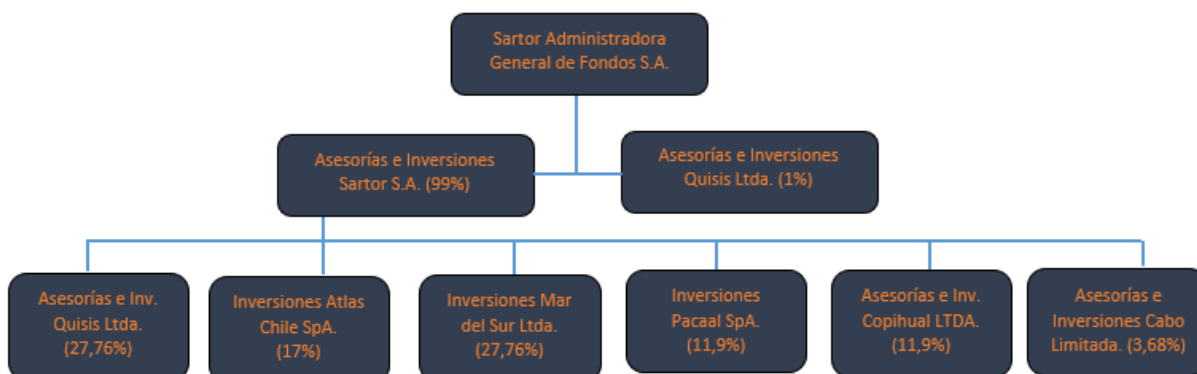 Sartor Administradora
General de Fondos S.A.
Asesorías e Inversiones
Sartor S.A. (99%)
Asesorías e Inversiones
Quisis Ltda. (1%)
Asesorías e Inv.
Quisis Ltda.
(27,76%)
Inversiones Atlas
Chile SpA.
(17%)
Inversiones Mar
del Sur Ltda.
(27,76%)
Inversiones
Pacaal SpA.
(11,9%)
Asesorías e Inv.
Copihual LTDA.
(11,9%)
Asesorías e
Inversiones Cabo
Limitada. (3,68%)